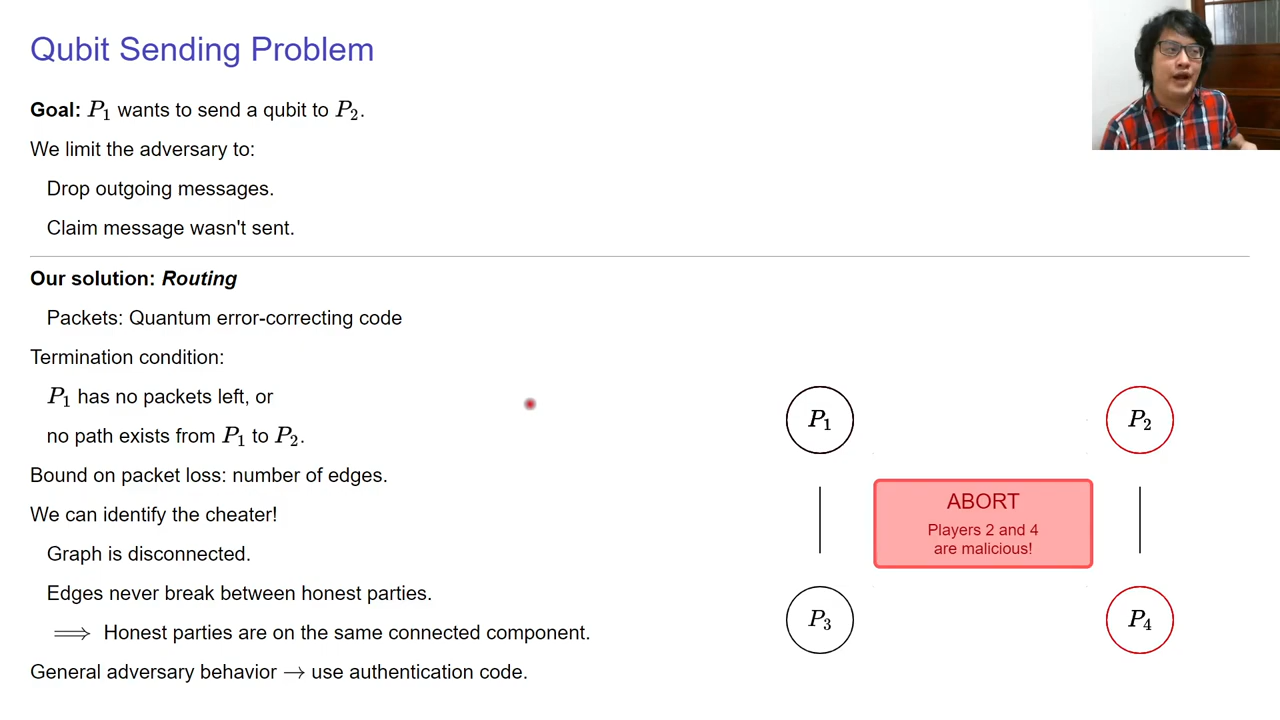 Qubit Sending Problem
Goal: P₁ wants to send a qubit to P₂.
We limit the adversary to:
Drop outgoing messages.
Claim message wasn't sent.
Our solution: Routing
Packets: Quantum error-correcting code
Termination condition:
P₁ has no packets left, or
no path exists from P₁ to P₂.
Bound on packet loss: number of edges.
We can identify the cheater!
Graph is disconnected.
Edges never break between honest parties.
⟹ Honest parties are on the same connected component.
General adversary behavior → use authentication code.
P₁
P₂
ABORT
Players 2 and 4
are malicious!
P₃
P₄